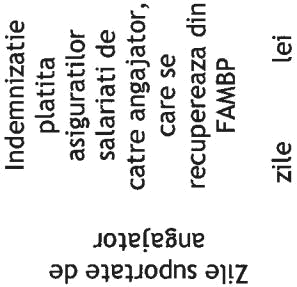 Indemnizatie
platita
asiguratilor
salariati de
catre angajator,
care se
recupereaza din
FAMBP
zile lei
Zile suportate de
angajator